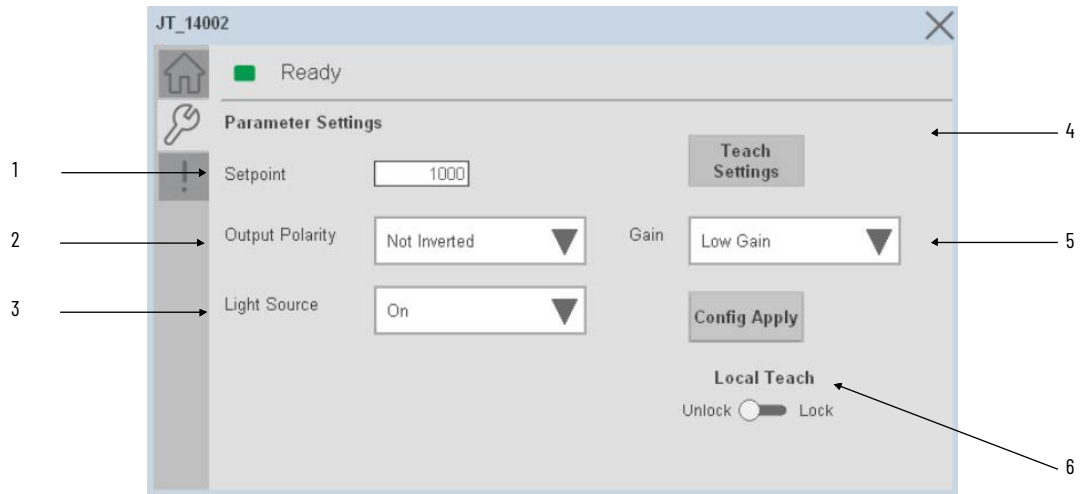 JT_14002
Ready
Parameter Settings
4
1
Setpoint
1000
Teach
Settings
2
Output Polarity
Not Inverted
Gain
Low Gain
5
3
Light Source
On
Config Apply
Local Teach
Unlock
Lock
6